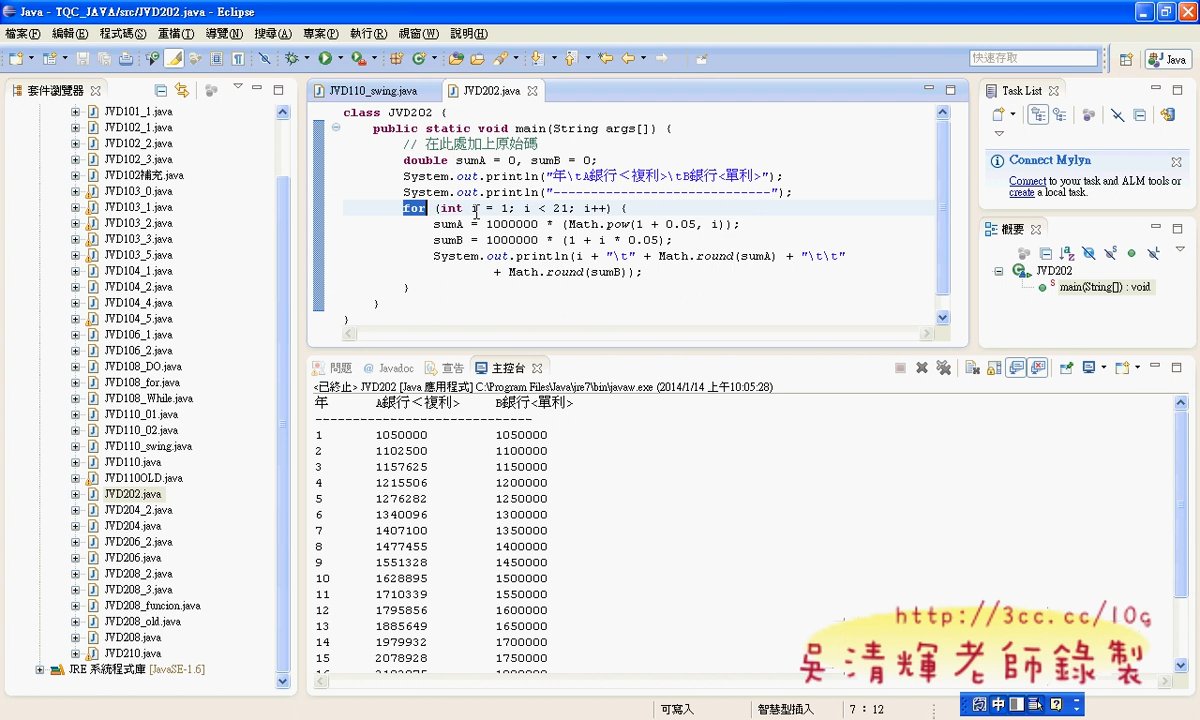 Java - TQC_JAVA/src/JVD202.java - Eclipse
檔案(F) 編輯(E) 程式碼(S) 重構(T) 導覽(N) 搜尋(A) 專案(P) 執行(R) 視窗(W) 說明(H)
快速存取
Java
套件瀏覽器
JVD101_1.java
JVD102_1.java
JVD102_2.java
JVD102_3.java
JVD102補充.java
JVD103_0.java
JVD103_1.java
JVD103_2.java
JVD103_3.java
JVD103_5.java
JVD104_1.java
JVD104_2.java
JVD104_4.java
JVD104_5.java
JVD106_1.java
JVD106_2.java
JVD108_DO.java
JVD108_for.java
JVD108_While.java
JVD110_01.java
JVD110_02.java
JVD110_swing.java
JVD110.java
JVD110OLD.java
JVD202.java
JVD204_2.java
JVD204.java
JVD206_2.java
JVD206.java
JVD208_2.java
JVD208_3.java
JVD208_funcion.java
JVD208_old.java
JVD208.java
JVD210.java
JRE 系統程式庫 [JavaSE-1.6]
JVD110_swing.java
JVD202.java
class JVD202 {
public static void main(String args[]) {
// 在此處加上原始碼
double sumA = 0, sumB = 0;
System.out.println("年\tA銀行<複利>\tB銀行<單利>");
System.out.println("-----------------------------");
for (int i = 1; i < 21; i++) {
sumA = 1000000 * (Math.pow(1 + 0.05, i));
sumB = 1000000 * (1 + i * 0.05);
System.out.println(i + "\t" + Math.round(sumA) + "\t\t"
+ Math.round(sumB));
}
}
}
Task List
Connect Mylyn
Connect to your task and ALM tools or
create a local task.
概要
JVD202
main(String[]) : void
問題 @ Javadoc 宣告 主控台
<已終止> JVD202 [Java 應用程式] C:\Program Files\Java\jre7\bin\javaw.exe (2014/1/14 上午10:05:28)
年 A銀行<複利> B銀行<單利>
-----------------------------
1 1050000 1050000
2 1102500 1100000
3 1157625 1150000
4 1215506 1200000
5 1276282 1250000
6 1340096 1300000
7 1407100 1350000
8 1477455 1400000
9 1551328 1450000
10 1628895 1500000
11 1710339 1550000
12 1795856 1600000
13 1885649 1650000
14 1979932 1700000
15 2078928 1750000
http://3cc.cc/10g
吳清輝老師錄製
可寫入 智慧型插入 7 : 12
中